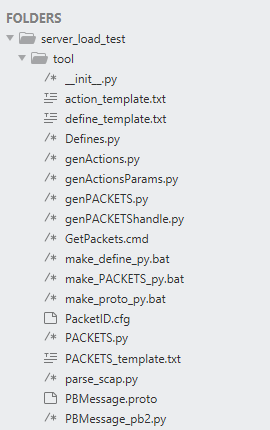 FOLDERS
server_load_test
tool
__init__.py
action_template.txt
define_template.txt
Defines.py
genActions.py
genActionsParams.py
genPACKETS.py
genPACKETShandle.py
GetPackets.cmd
make_define_py.bat
make_PACKETS_py.bat
make_proto_py.bat
PacketID.cfg
PACKETS.py
PACKETS_template.txt
parse_scap.py
PBMessage.proto
PBMessage_pb2.py